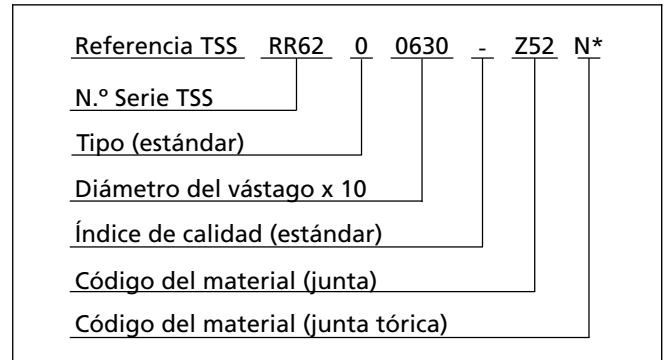 Referencia TSS RR62 0 0630 - Z52 N*
N.º Serie TSS
Tipo (estándar)
Diámetro del vástago x 10
Índice de calidad (estándar)
Código del material (junta)
Código del material (junta tórica)